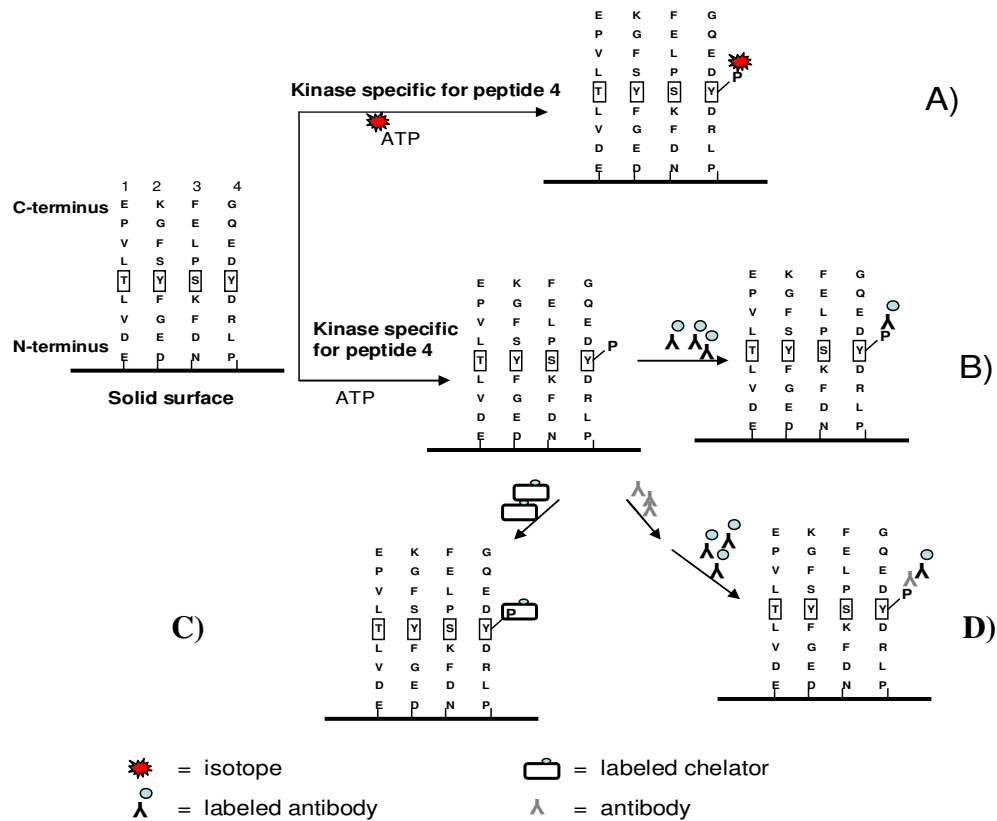 E K F G
P G E Q
V F L E
L S P D
T Y S Y P
L F K D
V G F R
D E D L
E D N P
Kinase specific for peptide 4
ATP
A)
1 2 3 4
C-terminus E K F G
P G E Q
V F L E
L S P D
T Y S Y
L F K D
V G F R
N-terminus D E D L
E D N P
Solid surface
Kinase specific
for peptide 4
ATP
E K F G
P G E Q
V F L E
L S P D
T Y S Y P
L F K D
V G F R
D E D L
E D N P
E K F G
P G E Q
V F L E
L S P D
T Y S Y P
L F K D
V G F R
D E D L
E D N P
B)
E K F G
P G E Q
V F L E
L S P D
T Y S Y P
L F K D
V G F R
D E D L
E D N P
C)
E K F G
P G E Q
V F L E
L S P D
T Y S Y P
L F K D
V G F R
D E D L
E D N P
D)
= isotope
= labeled chelator
= labeled antibody
= antibody